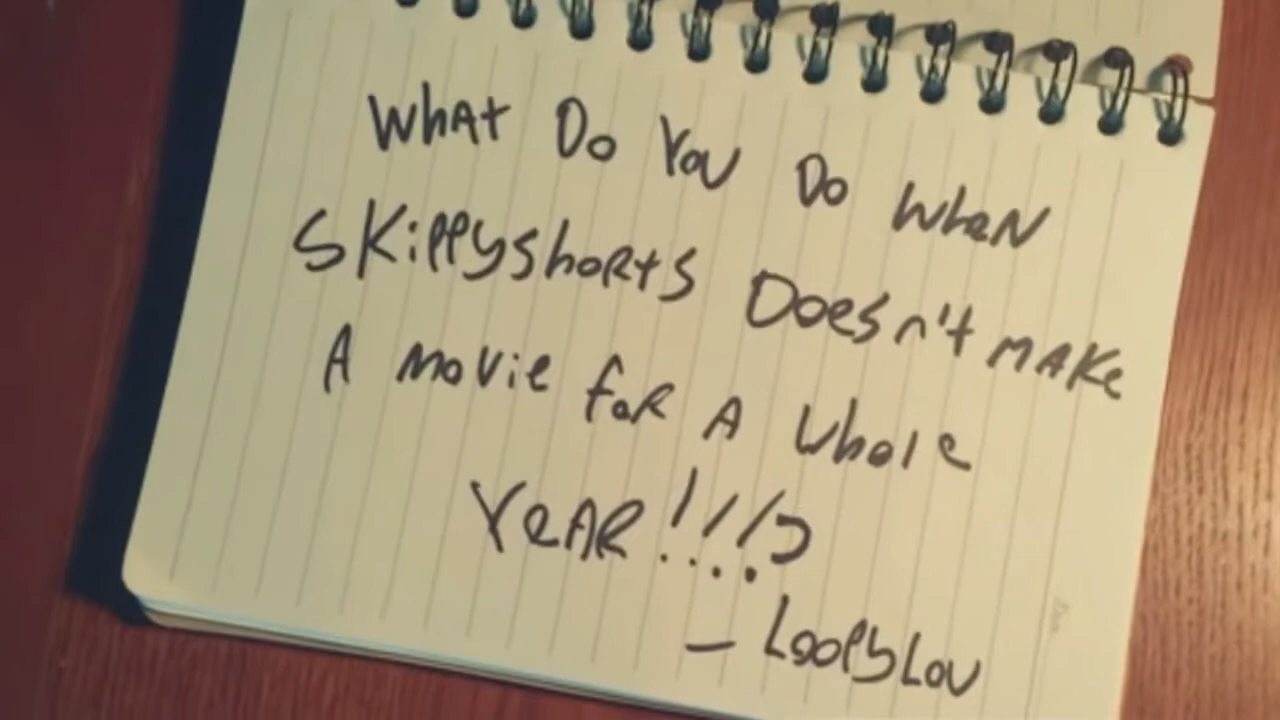 WhAt Do You Do wheN
SKippyshoRts Doesn't mAKe
A movie foR A whole
YeAR!!!?
– LoopyLou